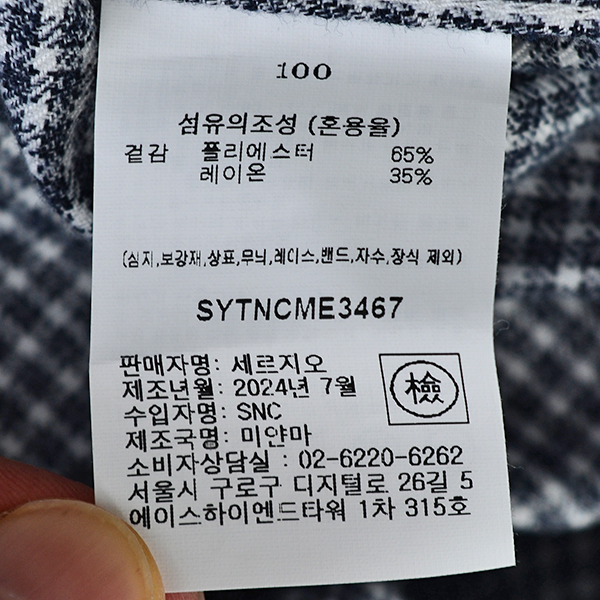 100
섬유의조성 (혼용율)
겉감 폴리에스터 65%
레이온 35%
(심지,보강재,상표,무늬,레이스,밴드,자수,장식 제외)
SYTNCME3467
판매자명: 세르지오
제조년월: 2024년 7월
檢
수입자명: SNC
제조국명: 미얀마
소비자상담실 : 02-6220-6262
서울시 구로구 디지털로 26길 5
에이스하이엔드타워 1차 315호